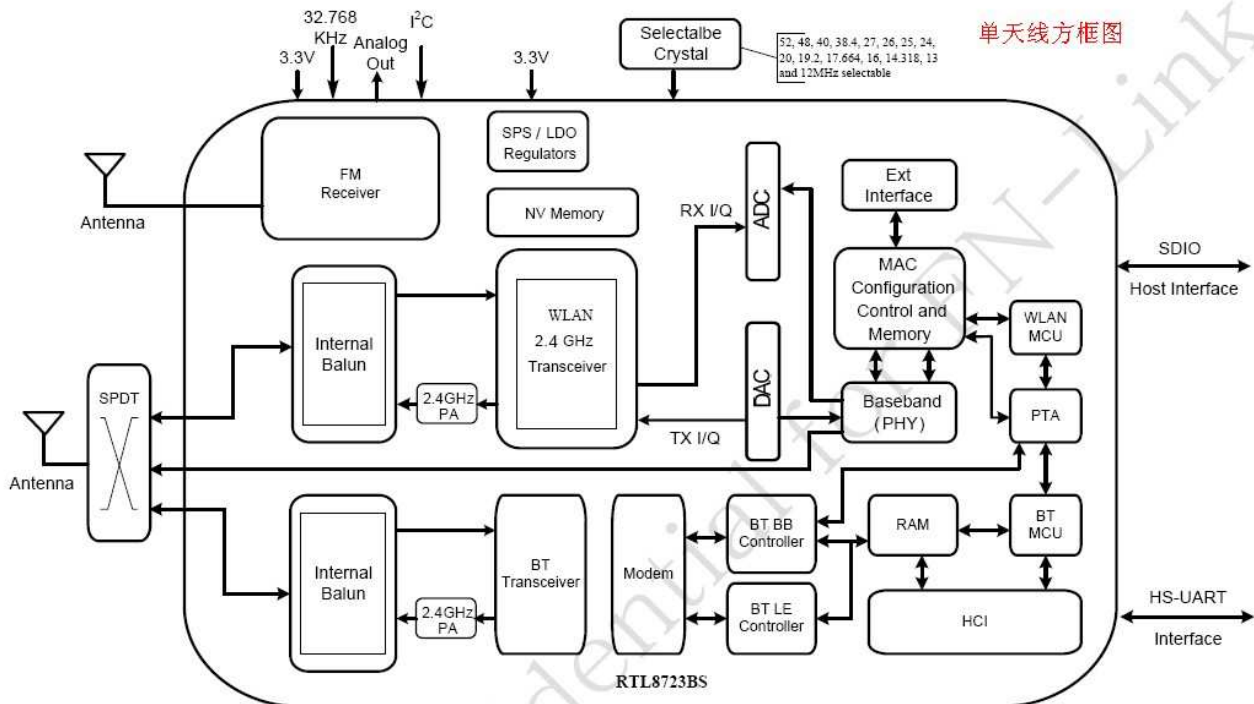 32.768
KHz
I²C
Analog
Out
3.3V
3.3V
Selectalbe
Crystal
52, 48, 40, 38.4, 27, 26, 25, 24,
20, 19.2, 17.664, 16, 14.318, 13
and 12MHz selectable
单天线方框图
FM
Receiver
Antenna
SPS / LDO
Regulators
NV Memory
RX I/Q
ADC
Ext
Interface
MAC
Configuration
Control and
Memory
WLAN
MCU
SDIO
Host Interface
Internal
Balun
WLAN
2.4 GHz
Transceiver
2.4GHz
PA
TX I/Q
DAC
Baseband
(PHY)
PTA
SPDT
Antenna
Internal
Balun
2.4GHz
PA
BT
Transceiver
Modem
BT BB
Controller
BT LE
Controller
RAM
BT
MCU
HCI
HS-UART
Interface
RTL8723BS
dential for FN-Link